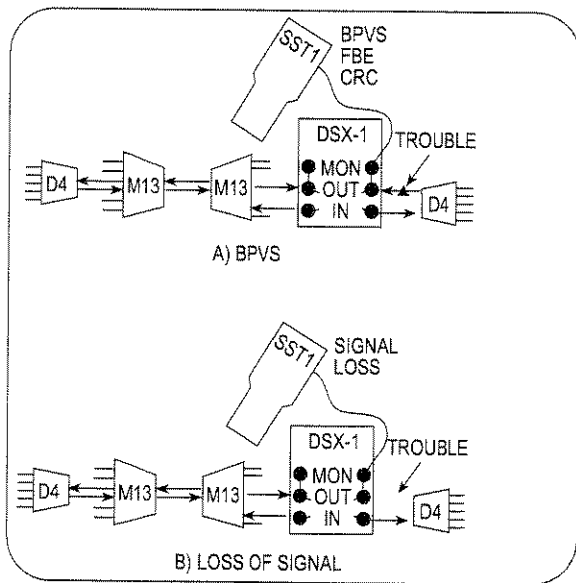 SST1
BPVS
FBE
CRC
DSX-1
TROUBLE
MON
OUT
IN
D4
M13
M13
D4
A) BPVS
SST1
SIGNAL
LOSS
DSX-1
TROUBLE
MON
OUT
IN
D4
M13
M13
D4
B) LOSS OF SIGNAL